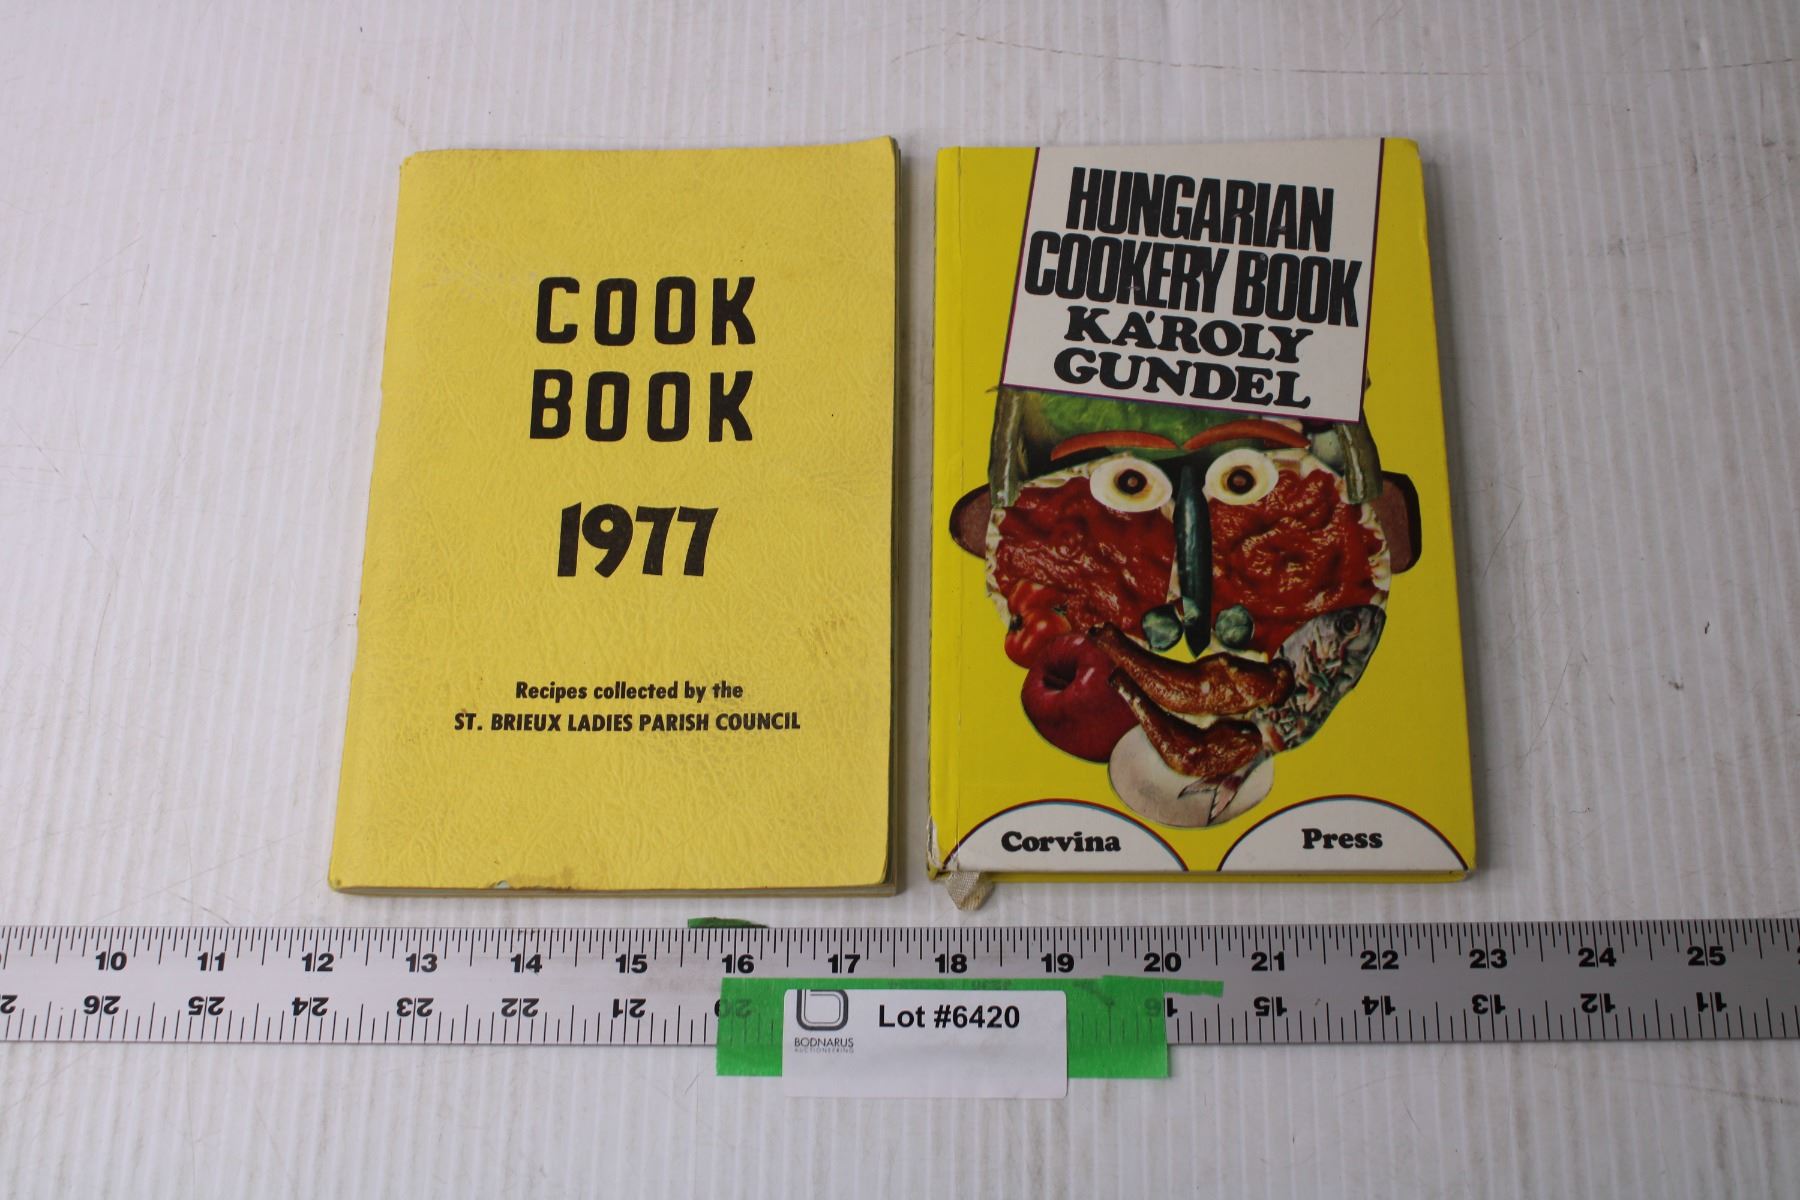 COOK
BOOK
1977
Recipes collected by the
ST. BRIEUX LADIES PARISH COUNCIL
HUNGARIAN
COOKERY BOOK
KÁROLY
GUNDEL
Corvina
Press
10 11 12 13 14 15 16 17 18 19 20 21 22 23 24 25
26 25 24 23 22 21 20 16 15 14 13 12 11
Lot #6420
BODNARUS
AUCTIONEERING